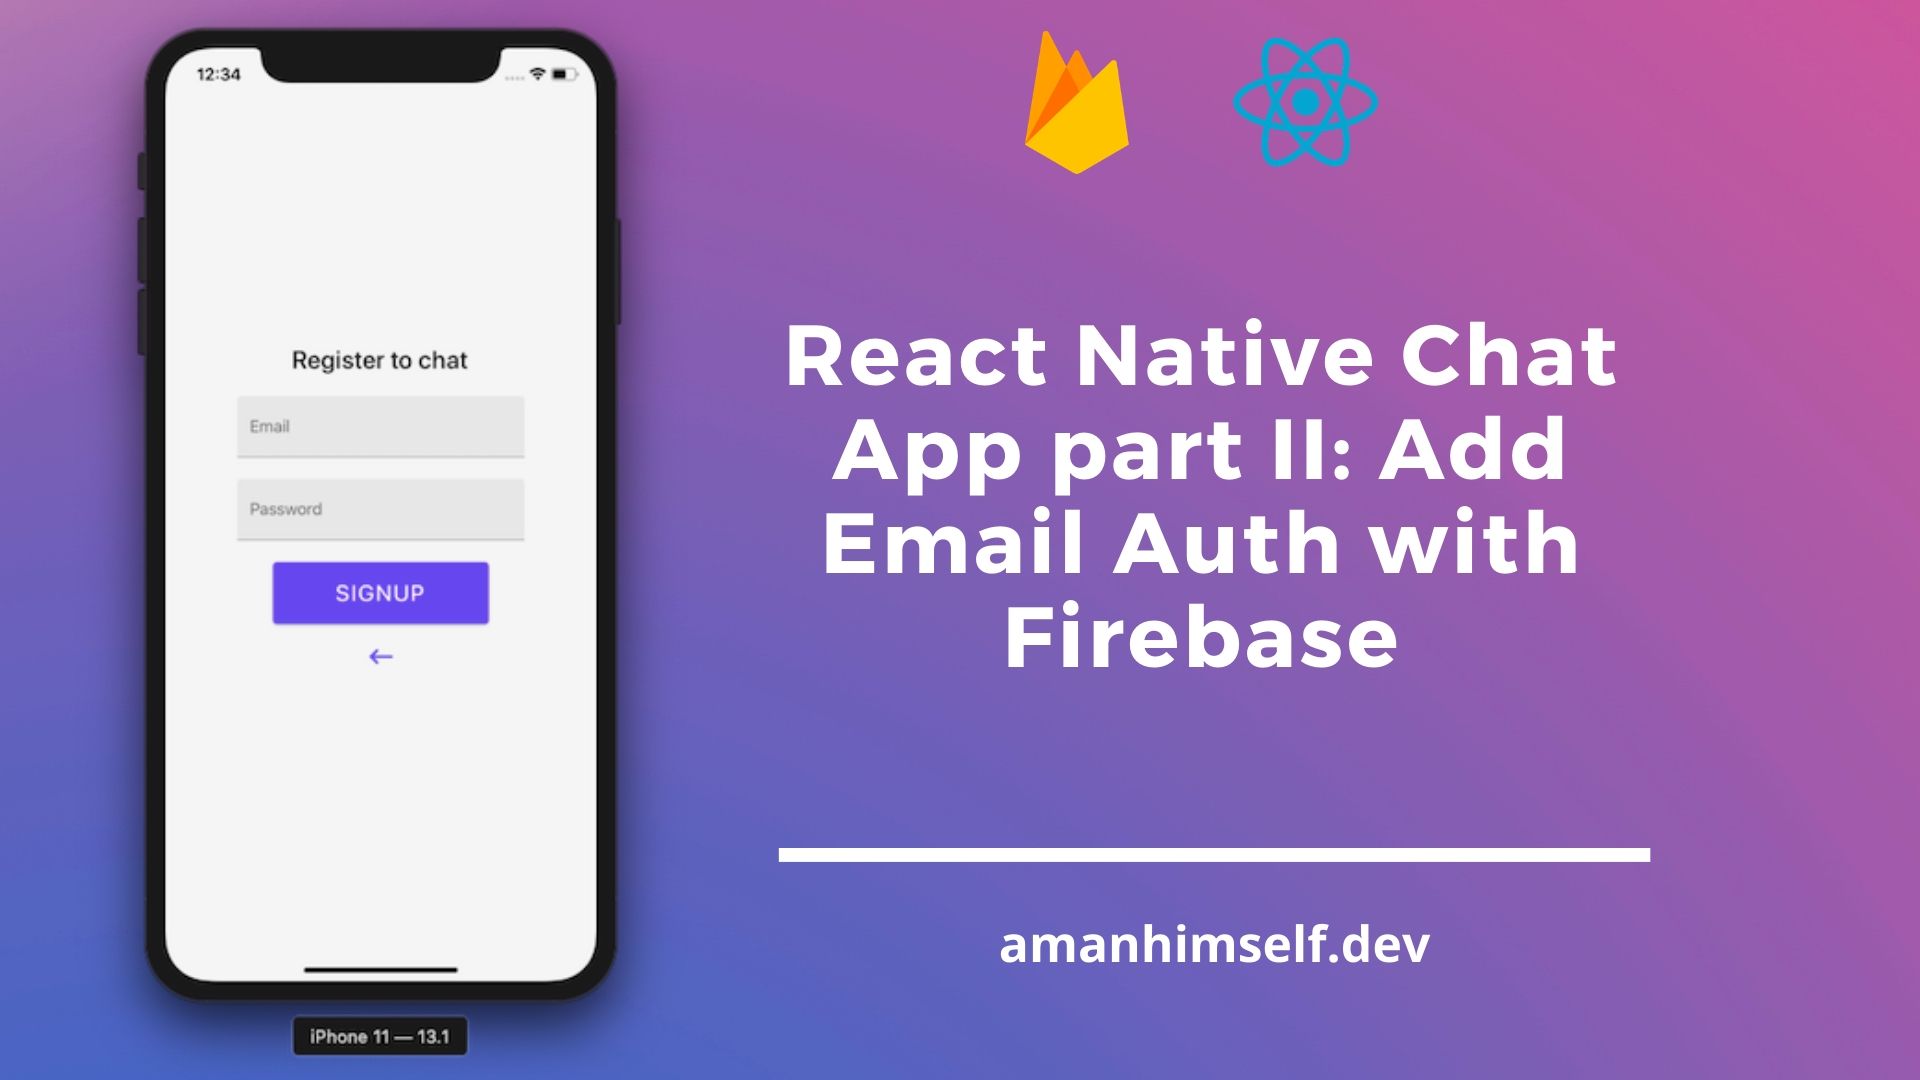 12:34
Register to chat
Email
Password
SIGNUP
iPhone 11 — 13.1
React Native Chat
App part II: Add
Email Auth with
Firebase
amanhimself.dev